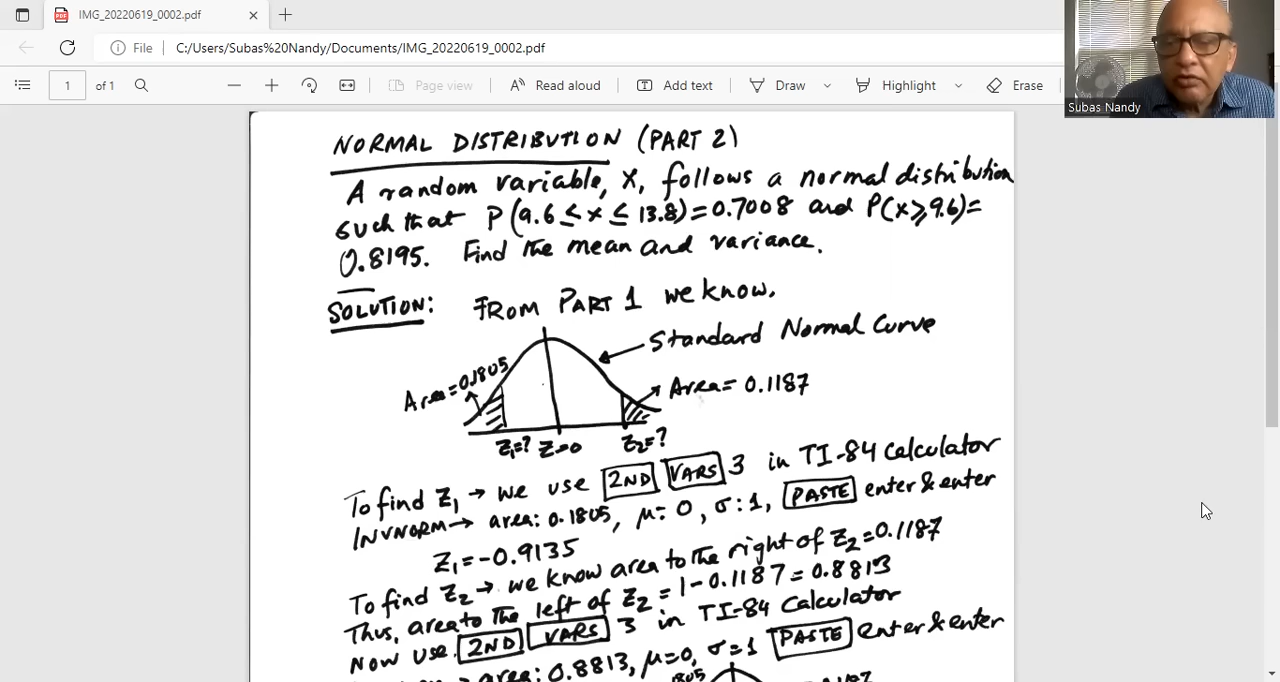 IMG_20220619_0002.pdf
File C:/Users/Subas%20Nandy/Documents/IMG_20220619_0002.pdf
1 of 1 Page view Read aloud Add text Draw Highlight Erase
Subas Nandy
NORMAL DISTRIBUTION (PART 2)
A random variable, X, follows a normal distribution
such that P(9.6 ≤ x ≤ 13.8) = 0.7008 and P(x ≥ 9.6) =
0.8195. Find the mean and variance.
SOLUTION: FROM PART 1 we know.
Standard Normal Curve
Area = 0.1805
Area = 0.1187
Z1=? Z=0 Z2=?
To find Z1 → we use 2ND VARS 3 in TI-84 Calculator
INVNORM → area: 0.1805, μ: 0, σ: 1, PASTE enter & enter
Z1 = -0.9135
To find Z2 → we know area to the right of Z2 = 0.1187
Thus, area to the left of Z2 = 1 - 0.1187 = 0.8813
Now use 2ND VARS 3 in TI-84 Calculator
area: 0.8813, μ=0, σ=1 PASTE enter & enter